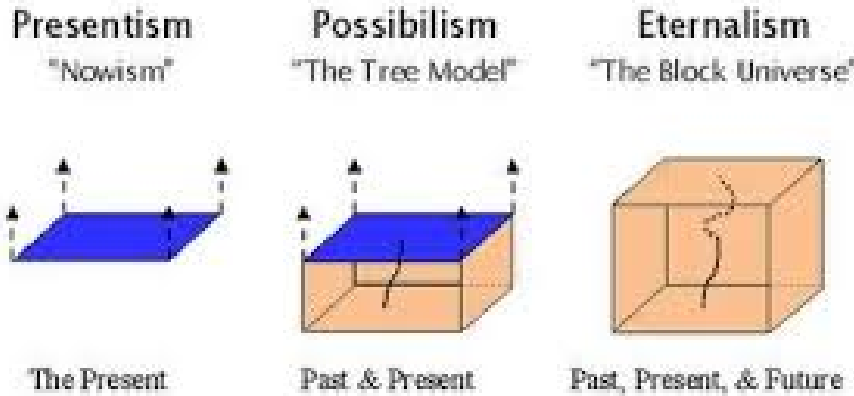 Presentism
"Nowism"
The Present
Possibilism
"The Tree Model"
Past & Present
Eternalism
"The Block Universe"
Past, Present, & Future